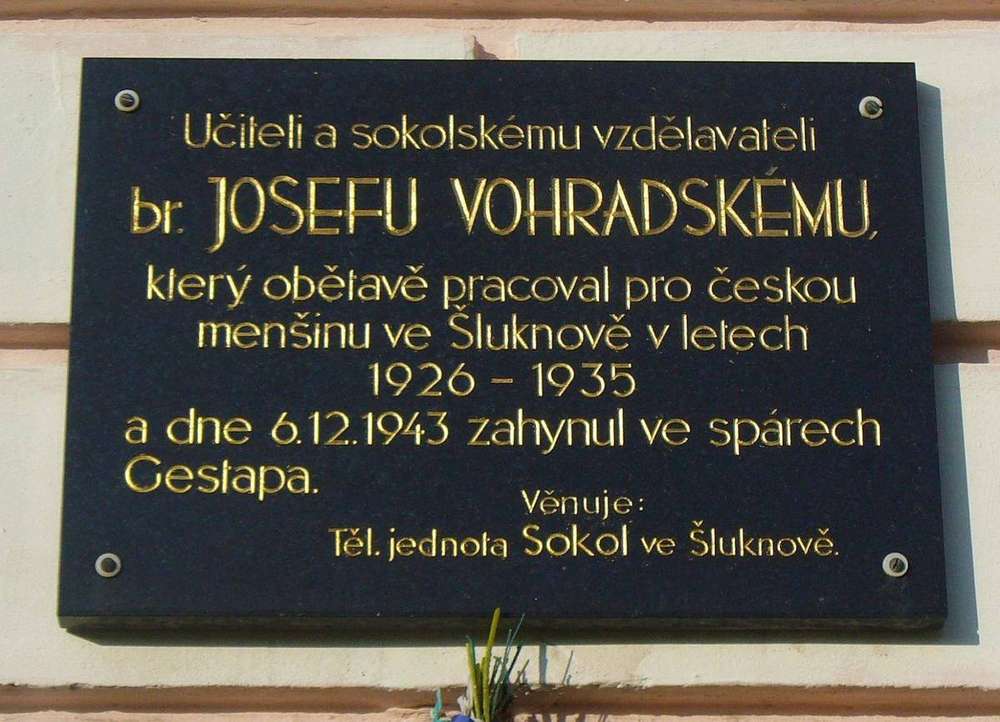 Učiteli a sokolskému vzdělavateli
br. JOSEFU VOHRADSKÉMU,
který obětavě pracoval pro českou
menšinu ve Šluknově v letech
1926 - 1935
a dne 6.12.1943 zahynul ve spárech
Gestapa.
Věnuje:
Těl. jednota Sokol ve Šluknově.